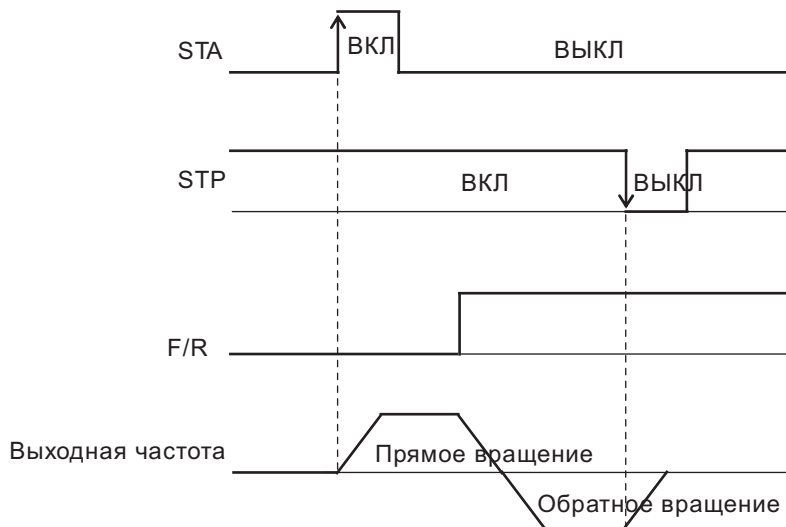 STA
ВКЛ
ВЫКЛ
STP
ВКЛ
ВЫКЛ
F/R
Выходная частота
Прямое вращение
Обратное вращение